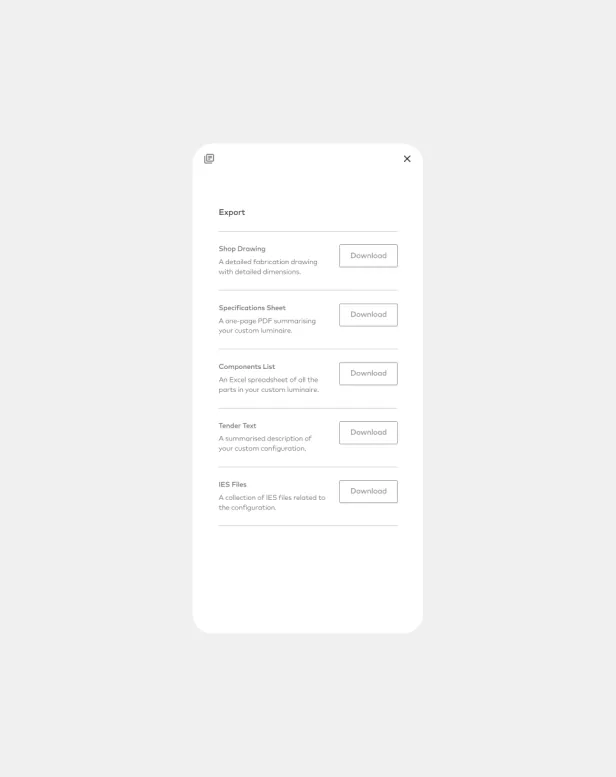 Export
Shop Drawing
A detailed fabrication drawing
with detailed dimensions.
Download
Specifications Sheet
A one-page PDF summarising
your custom luminaire.
Download
Components List
An Excel spreadsheet of all the
parts in your custom luminaire.
Download
Tender Text
A summarised description of
your custom configuration.
Download
IES Files
A collection of IES files related to
the configuration.
Download